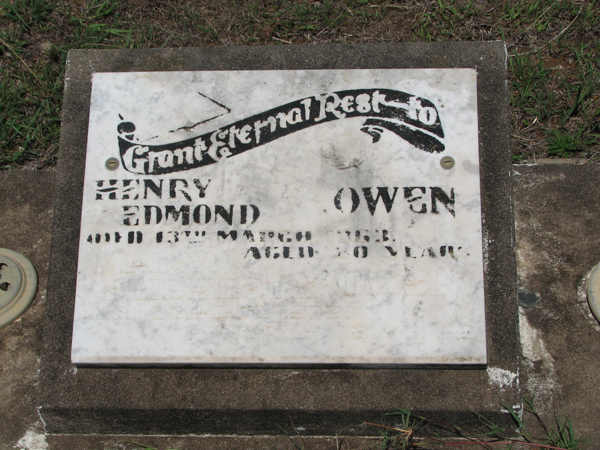 Grant Eternal Rest to
HENRY OWEN
EDMOND
DIED 13TH MARCH
AGED YEARS